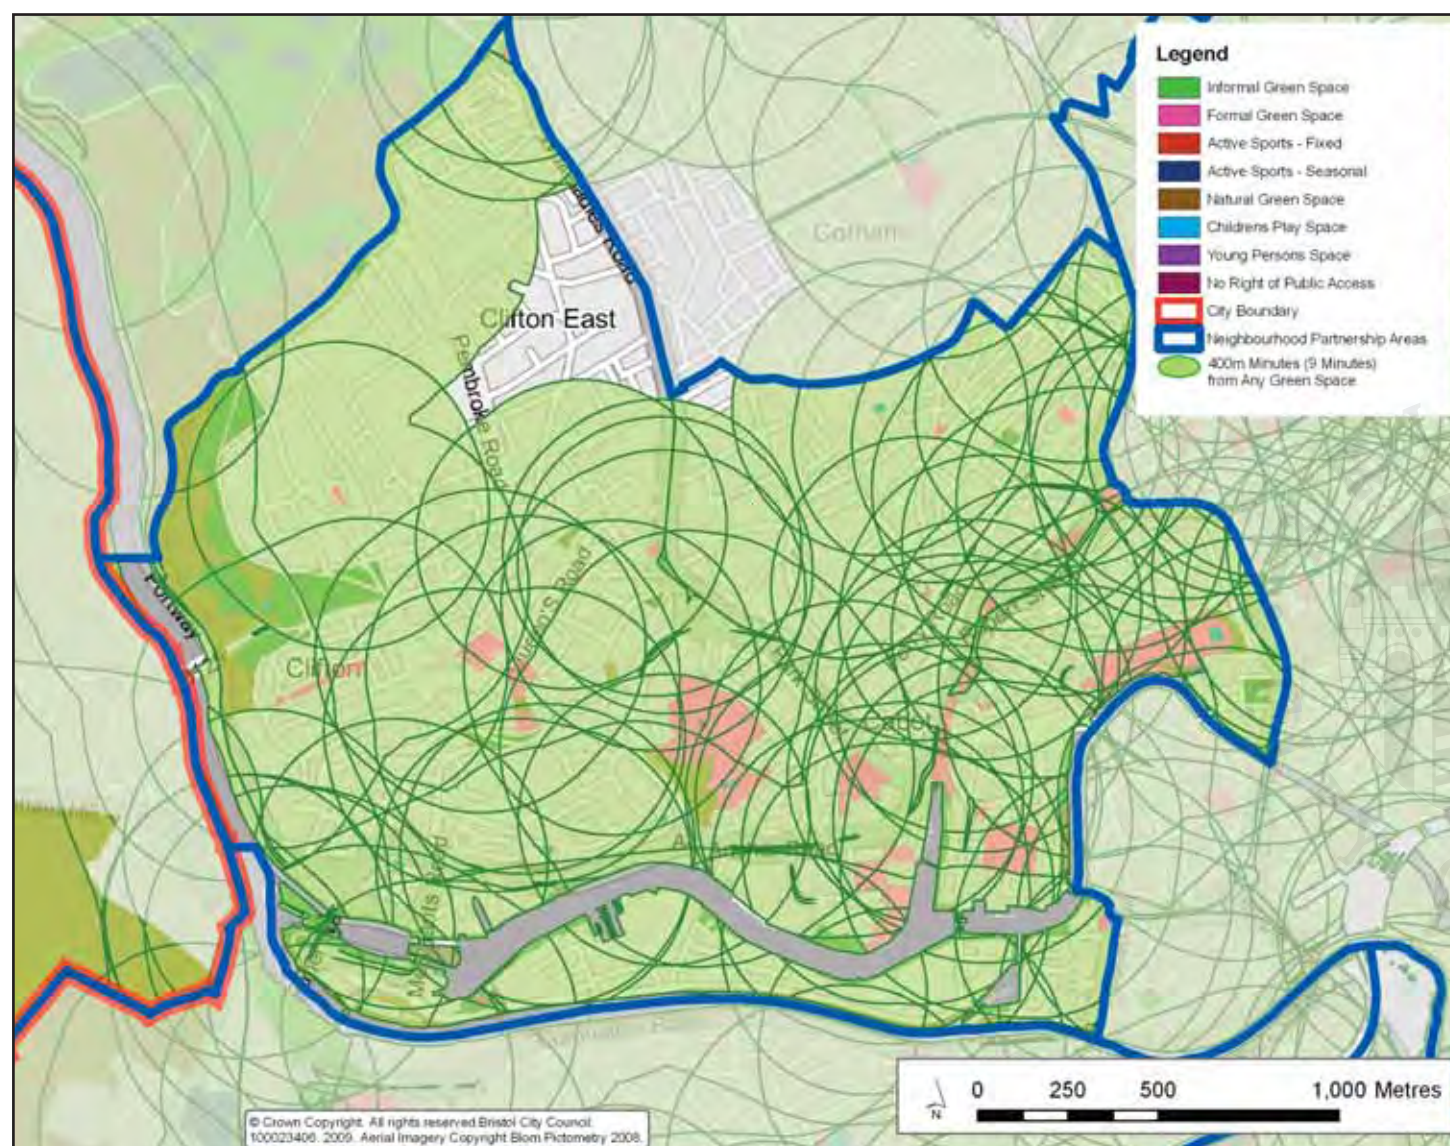 Legend
Informal Green Space
Formal Green Space
Active Sports - Fixed
Active Sports - Seasonal
Natural Green Space
Childrens Play Space
Young Persons Space
No Right of Public Access
City Boundary
Neighbourhood Partnership Areas
400m Minutes (9 Minutes)
from Any Green Space
Road
Cotham
Clifton East
Pembroke Road
Queen'S Road
Portway
Clifton
Road
0 250 500 1,000 Metres
N
© Crown Copyright. All rights reserved.Bristol City Council.
100023406. 2009. Aerial Imagery Copyright Blom Pictometry 2008.